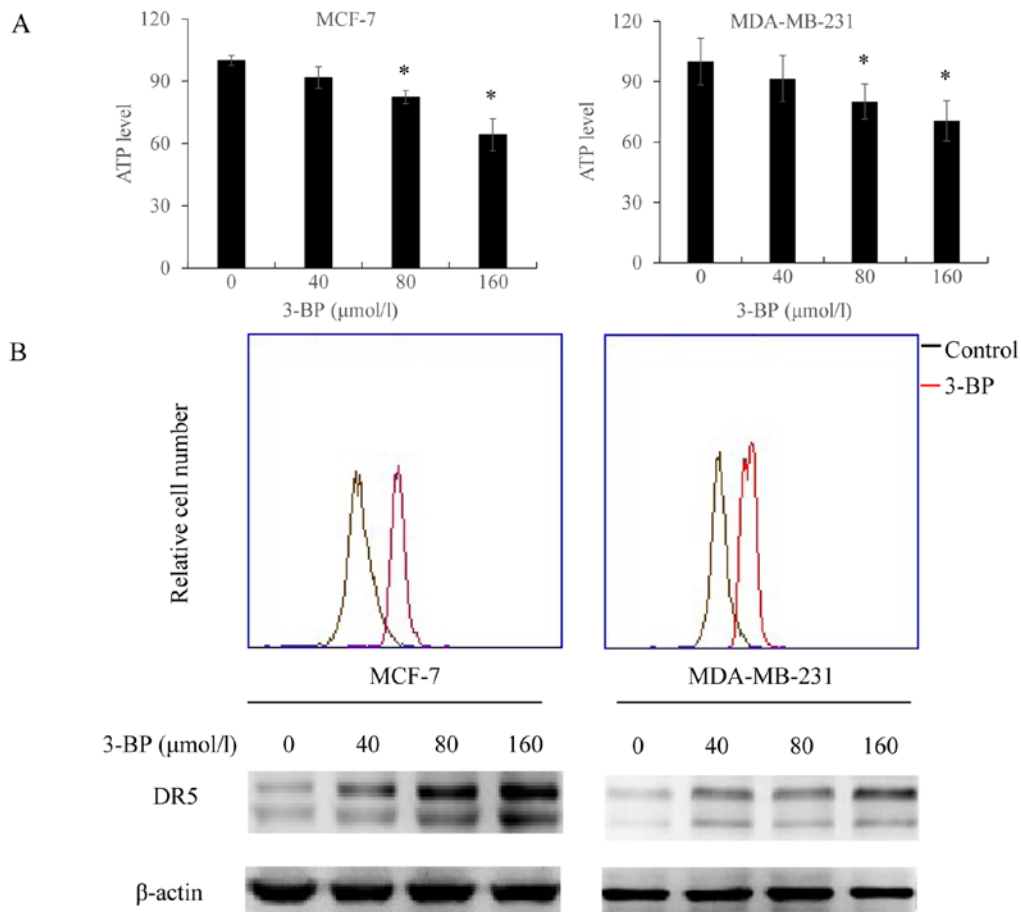 A
MCF-7
120
90
60
30
0
ATP level
*
*
0 40 80 160
3-BP (μmol/l)
MDA-MB-231
120
90
60
30
0
ATP level
*
*
0 40 80 160
3-BP (μmol/l)
B
Relative cell number
Control
3-BP
MCF-7
MDA-MB-231
3-BP (μmol/l) 0 40 80 160 0 40 80 160
DR5
β-actin